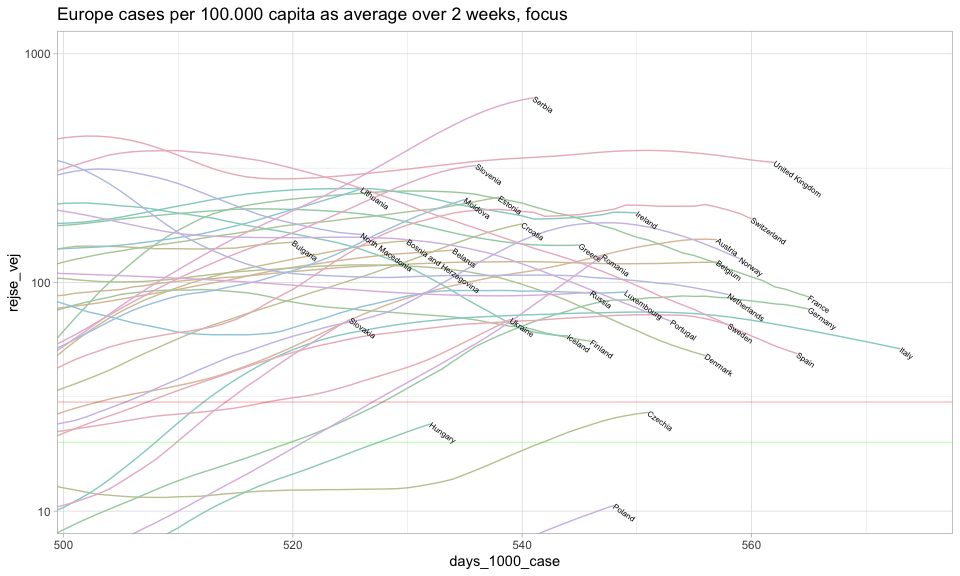 Europe cases per 100.000 capita as average over 2 weeks, focus
1000
Serbia
United Kingdom
Slovenia
Lithuania
Estonia
Moldova
Ireland
Switzerland
Croatia
North Macedonia
Bulgaria
Bosnia and Herzegovina
Belarus
Greece
Romania
Austria
Norway
Belgium
rejse_vej
100
Russia
Luxembourg
Netherlands
France
Germany
Slovakia
Ukraine
Portugal
Sweden
Iceland
Finland
Denmark
Spain
Italy
Czechia
Hungary
Poland
10
500
520
540
560
days_1000_case